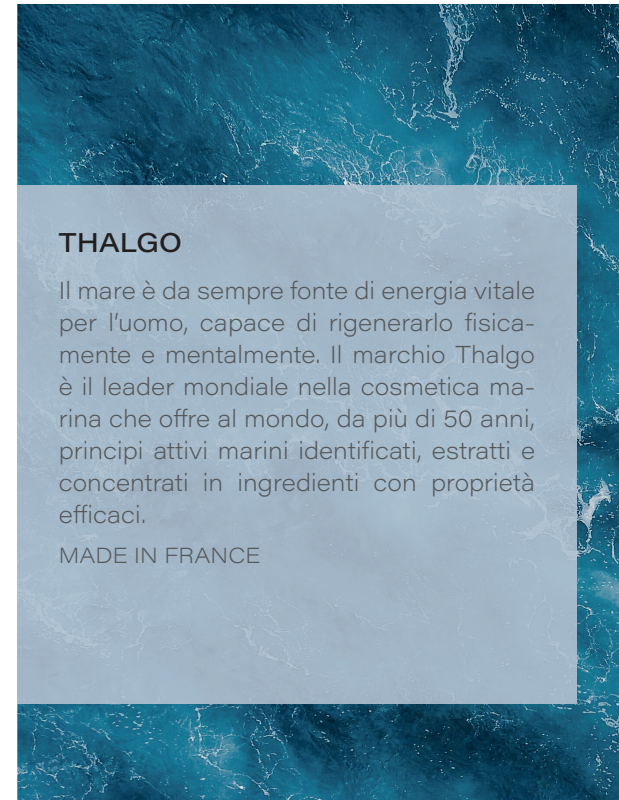 THALGO
Il mare è da sempre fonte di energia vitale
per l'uomo, capace di rigenerarlo fisica-
mente e mentalmente. Il marchio Thalgo
è il leader mondiale nella cosmetica ma-
rina che offre al mondo, da più di 50 anni,
principi attivi marini identificati, estratti e
concentrati in ingredienti con proprietà
efficaci.
MADE IN FRANCE